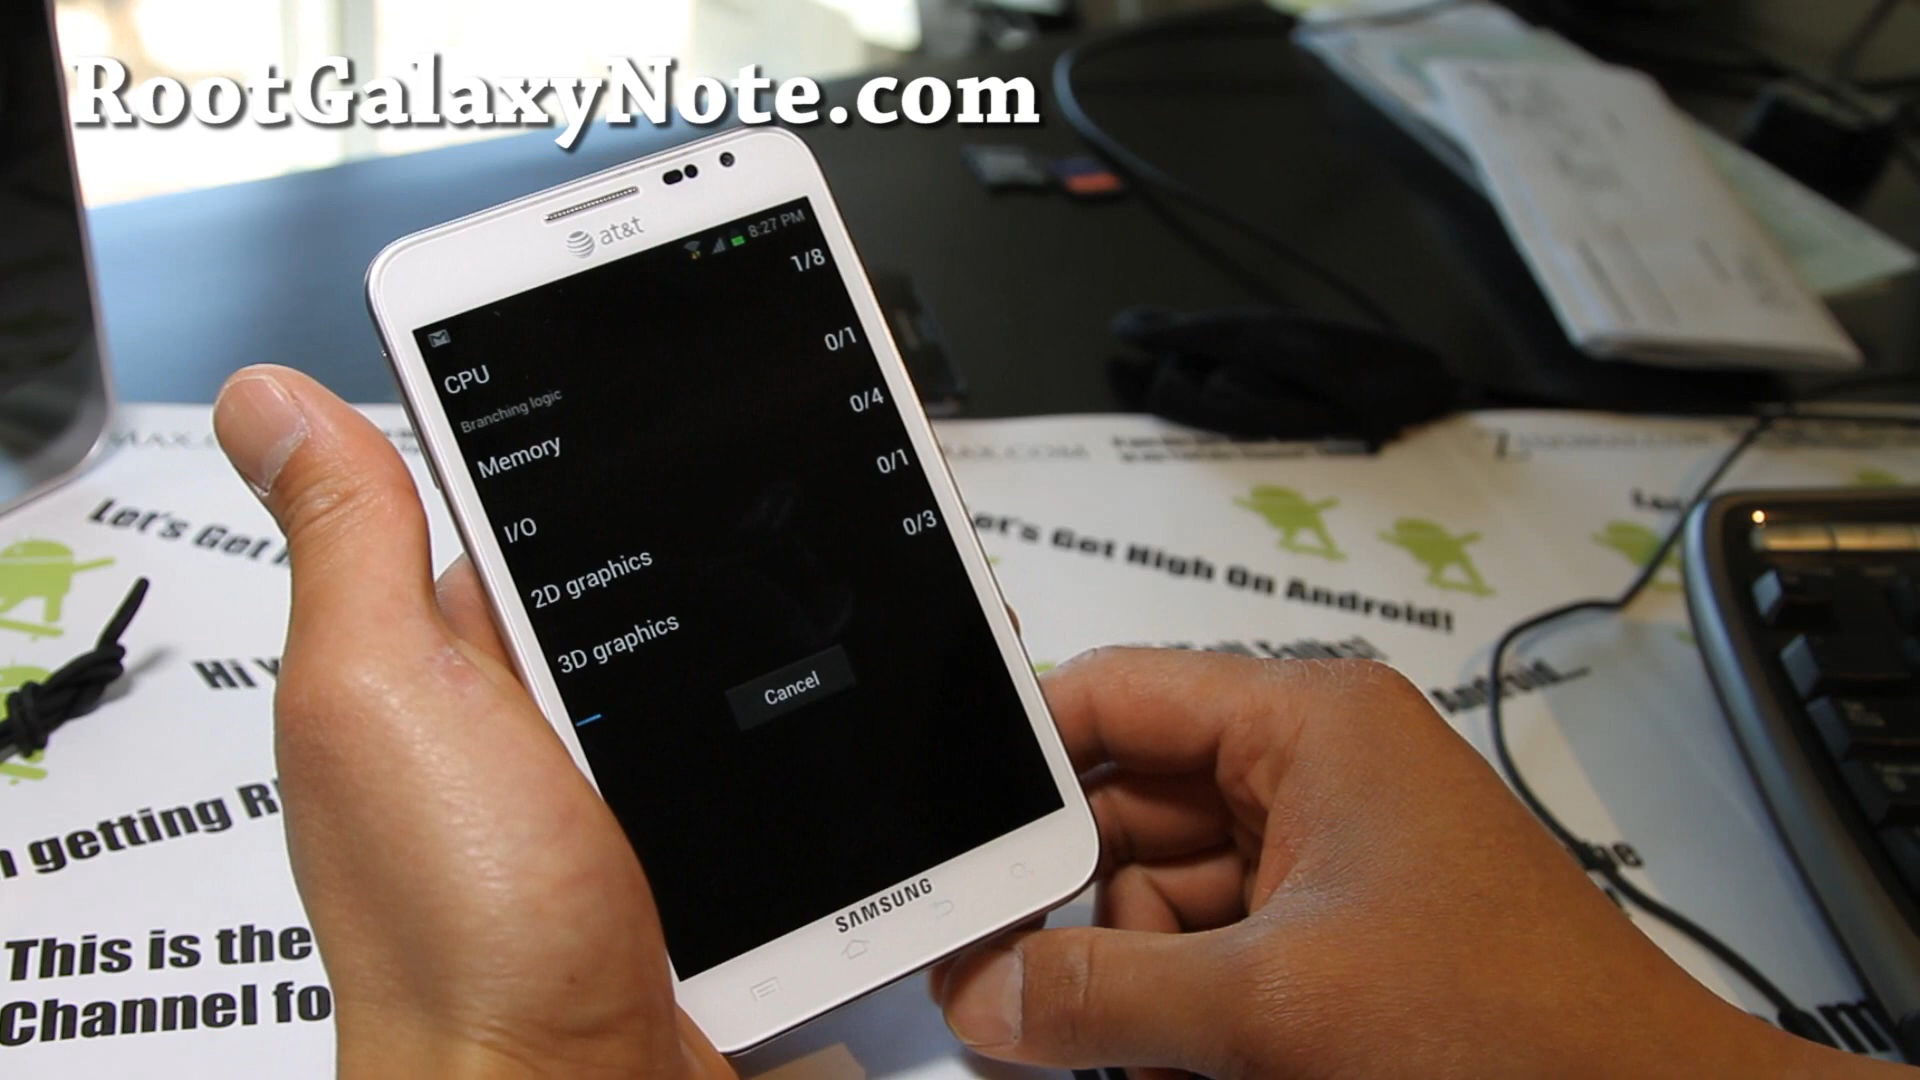 RootGalaxyNote.com
at&t
8:27 PM
CPU 1/8
Branching logic
Memory 0/1
I/O 0/4
2D graphics 0/1
3D graphics 0/3
Cancel
SAMSUNG
Let's Get
Let's Get High On Android!
Hi
Android...
getting
This is the
Channel fo